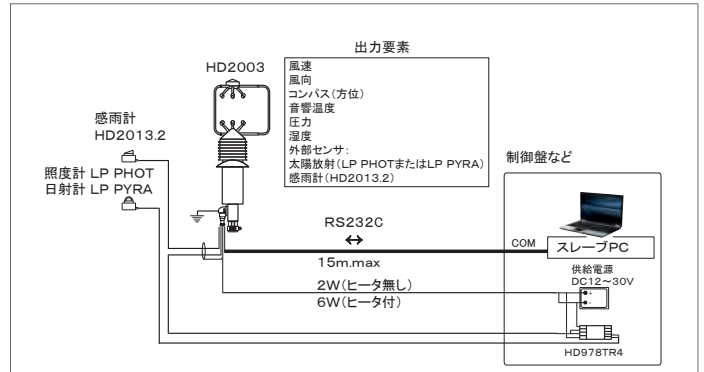 出力要素
HD2003
風速
風向
コンパス(方位)
音響温度
圧力
湿度
外部センサ:
太陽放射(LP PHOTまたはLP PYRA)
感雨計(HD2013.2)
感雨計
HD2013.2
照度計 LP PHOT
日射計 LP PYRA
制御盤など
RS232C
↔
15m.max
COM
スレーブPC
2W(ヒータ無し)
6W(ヒータ付)
供給電源
DC12～30V
+
-
HD978TR4